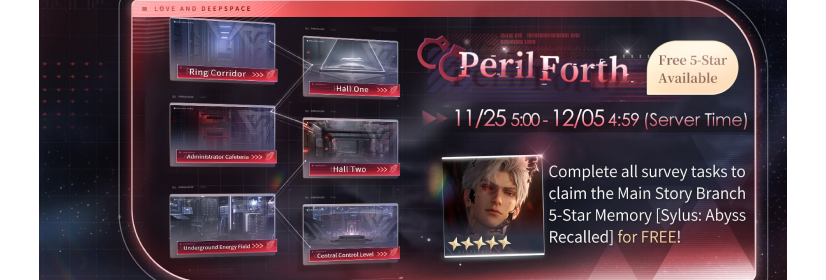 LOVE AND DEEPSPACE
Ring Corridor >>>
Hall One >>>
Administrator Cafeteria >>>
Hall Two >>>
Underground Energy Field >>>
Central Control Level >>>
Peril Forth
Free 5-Star
Available
11/25 5:00 - 12/05 4:59 (Server Time)
Complete all survey tasks to
claim the Main Story Branch
5-Star Memory [Sylus: Abyss
Recalled] for FREE!